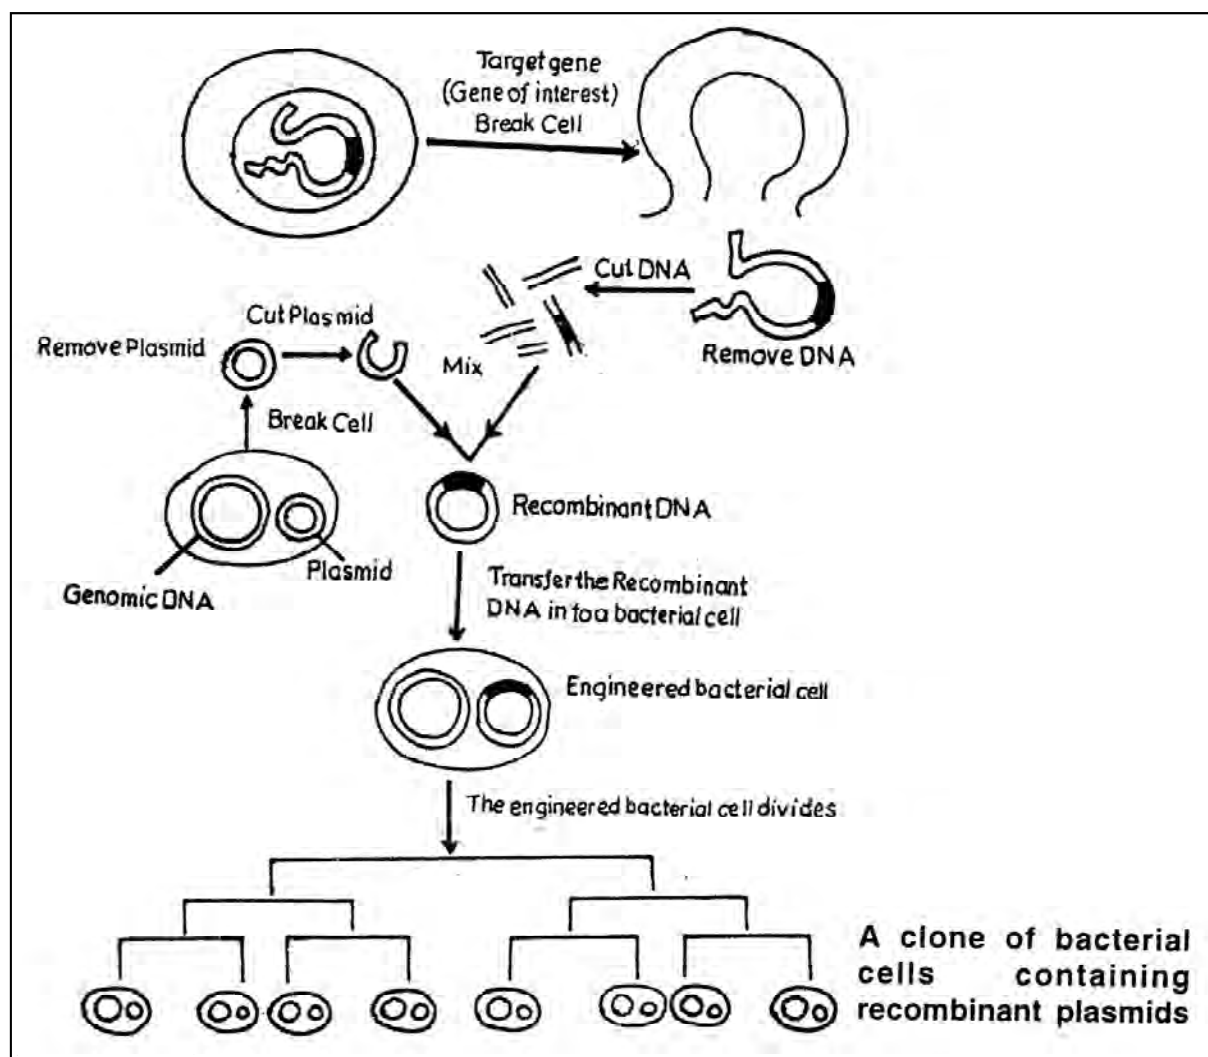 Target gene
(Gene of interest)
Break Cell
Cut DNA
Cut Plasmid
Remove Plasmid
Mix
Remove DNA
Break Cell
Recombinant DNA
Plasmid
Genomic DNA
Transfer the Recombinant
DNA in to a bacterial cell
Engineered bacterial cell
The engineered bacterial cell divides
A clone of bacterial
cells containing
recombinant plasmids